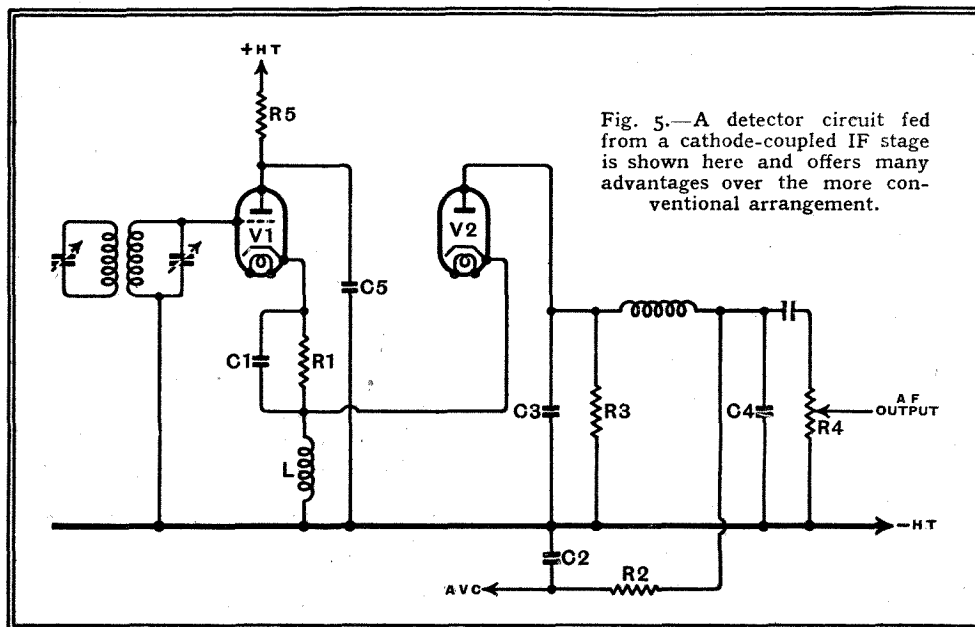 +HT
R5
Fig. 5.—A detector circuit fed
from a cathode-coupled IF stage
is shown here and offers many
advantages over the more con-
ventional arrangement.
V1
V2
C5
C1
R1
C3
R3
C4
R4
AF
OUTPUT
L
-HT
C2
R2
AVC